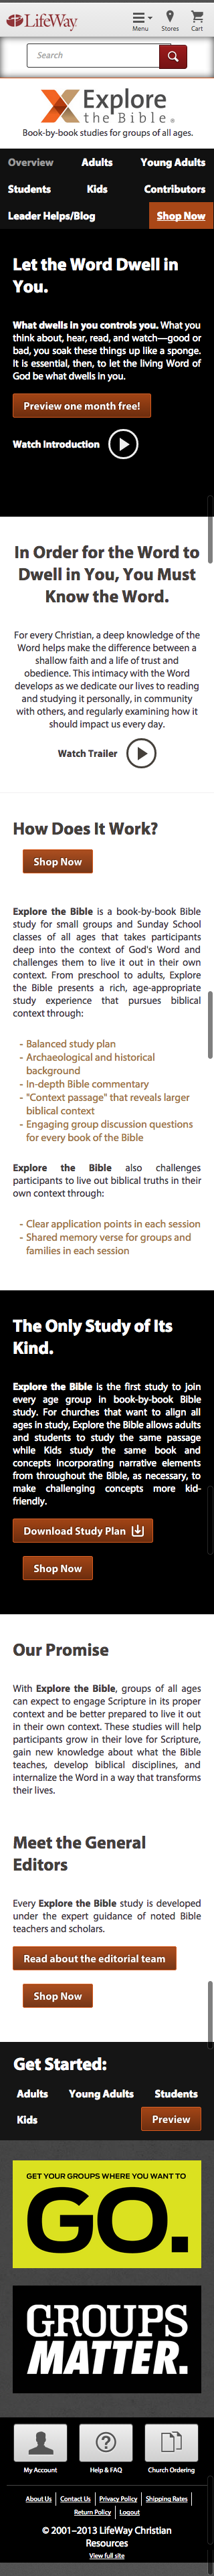 LifeWay
Menu
Stores
Cart
Search
Explore
the Bible®
Book-by-book studies for groups of all ages.
Overview
Adults
Young Adults
Students
Kids
Contributors
Leader Helps/Blog
Shop Now
Let the Word Dwell in
You.
What dwells in you controls you. What you
think about, hear, read, and watch—good or
bad, you soak these things up like a sponge.
It is essential, then, to let the living Word of
God be what dwells in you.
Preview one month free!
Watch Introduction
In Order for the Word to
Dwell in You, You Must
Know the Word.
For every Christian, a deep knowledge of the
Word helps make the difference between a
shallow faith and a life of trust and
obedience. This intimacy with the Word
develops as we dedicate our lives to reading
and studying it personally, in community
with others, and regularly examining how it
should impact us every day.
Watch Trailer
How Does It Work?
Shop Now
Explore the Bible is a book-by-book Bible
study for small groups and Sunday School
classes of all ages that takes participants
deep into the context of God's Word and
challenges them to live it out in their own
context. From preschool to adults, Explore
the Bible presents a rich, age-appropriate
study experience that pursues biblical
context through:
- Balanced study plan
- Archaeological and historical
background
- In-depth Bible commentary
- "Context passage" that reveals larger
biblical context
- Engaging group discussion questions
for every book of the Bible
Explore the Bible also challenges
participants to live out biblical truths in their
own context through:
- Clear application points in each session
- Shared memory verse for groups and
families in each session
The Only Study of Its
Kind.
Explore the Bible is the first study to join
every age group in book-by-book Bible
study. For churches that want to align all
ages in study, Explore the Bible allows adults
and students to study the same passage
while Kids study the same book and
concepts incorporating narrative elements
from throughout the Bible, as necessary, to
make challenging concepts more kid-
friendly.
Download Study Plan
Shop Now
Our Promise
With Explore the Bible, groups of all ages
can expect to engage Scripture in its proper
context and be better prepared to live it out
in their own context. These studies will help
participants grow in their love for Scripture,
gain new knowledge about what the Bible
teaches, develop biblical disciplines, and
internalize the Word in a way that transforms
their lives.
Meet the General
Editors
Every Explore the Bible study is developed
under the expert guidance of noted Bible
teachers and scholars.
Read about the editorial team
Shop Now
Get Started:
Adults
Young Adults
Students
Kids
Preview
GET YOUR GROUPS WHERE YOU WANT TO
GO.
GROUPS
MATTER.
My Account
Help & FAQ
Church Ordering
About Us
Contact Us
Privacy Policy
Shipping Rates
Return Policy
Logout
© 2001–2013 LifeWay Christian
Resources
View full site